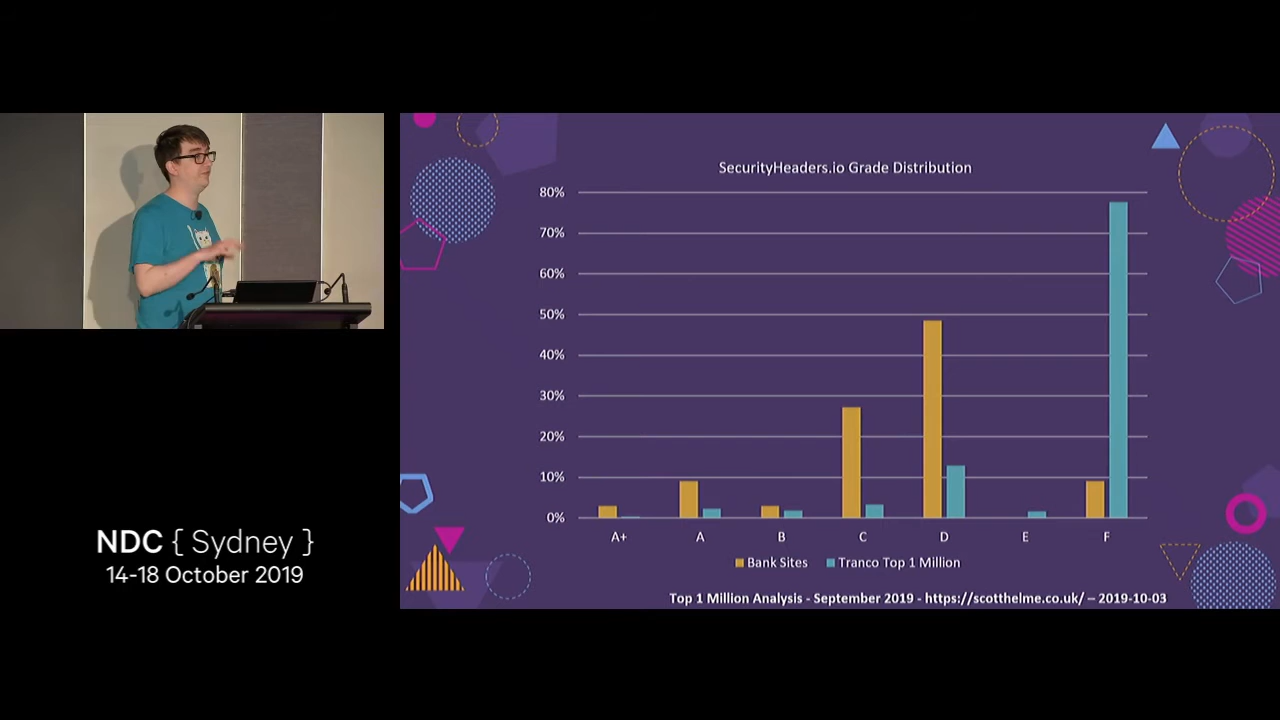 SecurityHeaders.io Grade Distribution
80%
70%
60%
50%
40%
30%
20%
10%
0%
A+ A B C D E F
Bank Sites Tranco Top 1 Million
Top 1 Million Analysis - September 2019 - https://scotthelme.co.uk/ – 2019-10-03
NDC { Sydney }
14-18 October 2019